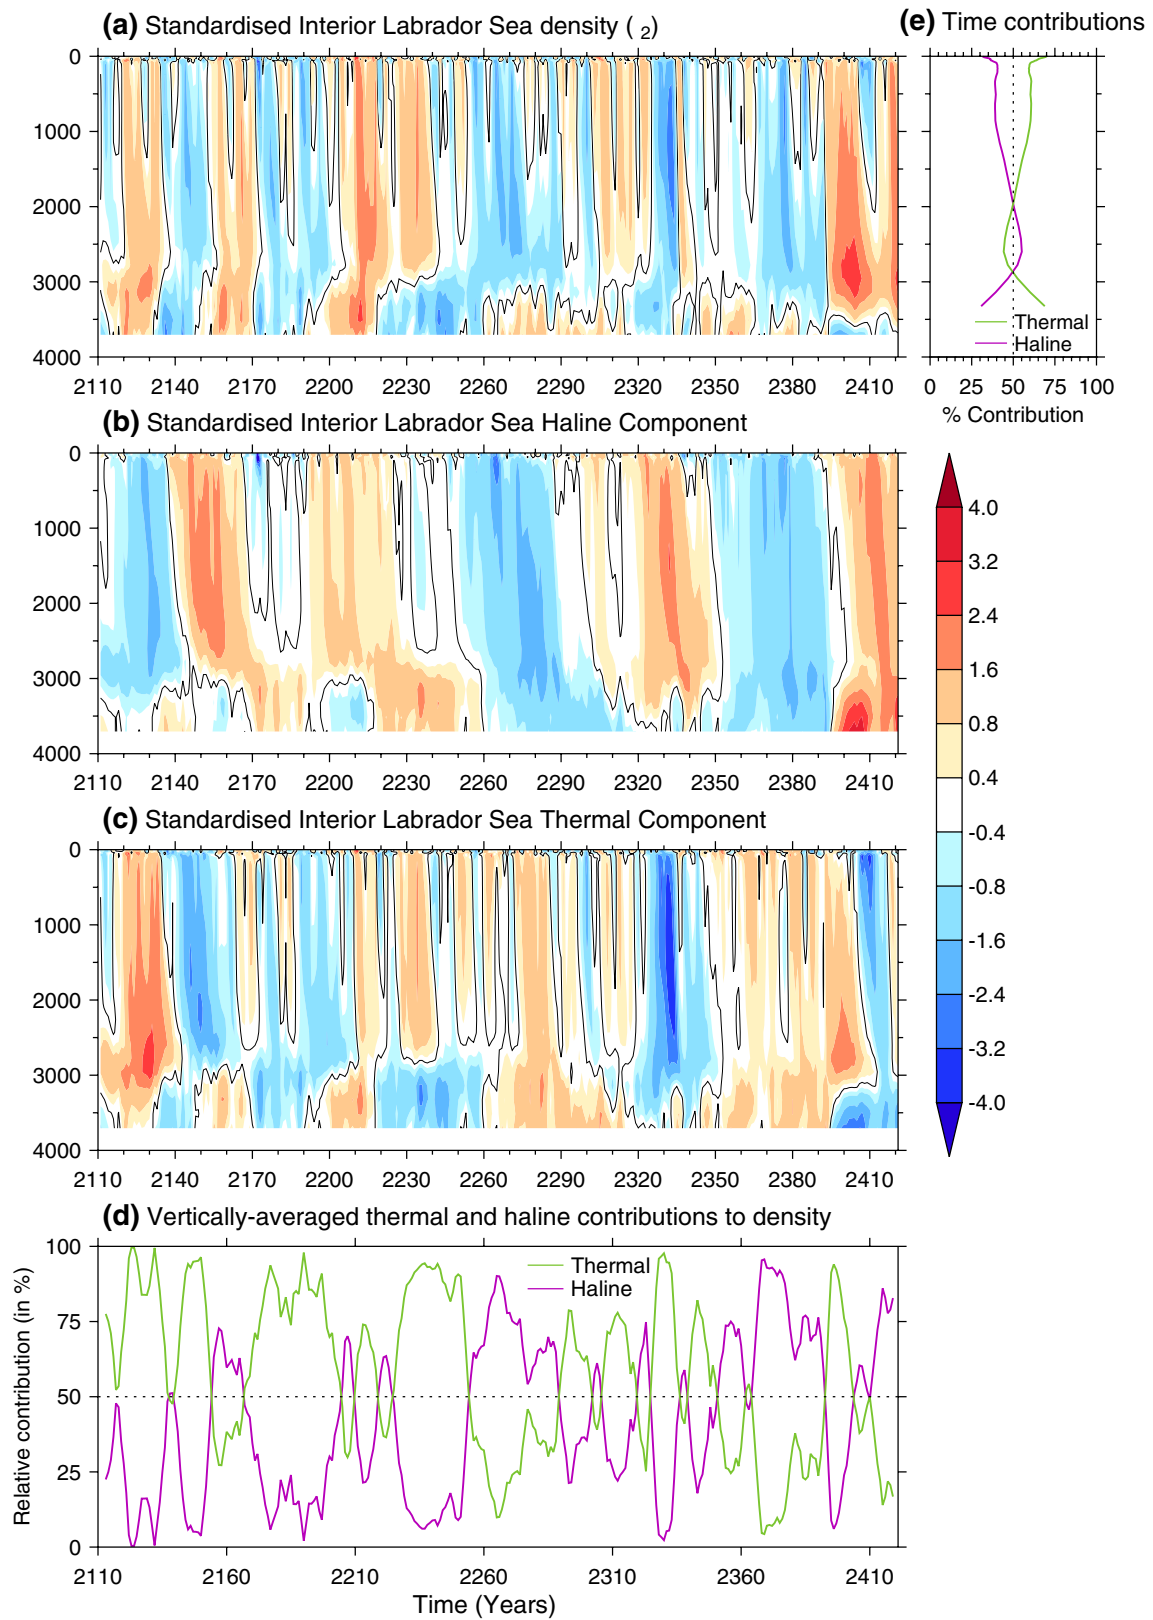 (a) Standardised Interior Labrador Sea density ( 2)
(e) Time contributions
0
1000
2000
3000
4000
2110 2140 2170 2200 2230 2260 2290 2320 2350 2380 2410
Thermal
Haline
0 25 50 75 100
% Contribution
(b) Standardised Interior Labrador Sea Haline Component
0
1000
2000
3000
4000
2110 2140 2170 2200 2230 2260 2290 2320 2350 2380 2410
4.0
3.2
2.4
1.6
0.8
0.4
-0.4
-0.8
-1.6
-2.4
-3.2
-4.0
(c) Standardised Interior Labrador Sea Thermal Component
0
1000
2000
3000
4000
2110 2140 2170 2200 2230 2260 2290 2320 2350 2380 2410
(d) Vertically-averaged thermal and haline contributions to density
Relative contribution (in %)
100
75
50
25
0
Thermal
Haline
2110 2160 2210 2260 2310 2360 2410
Time (Years)